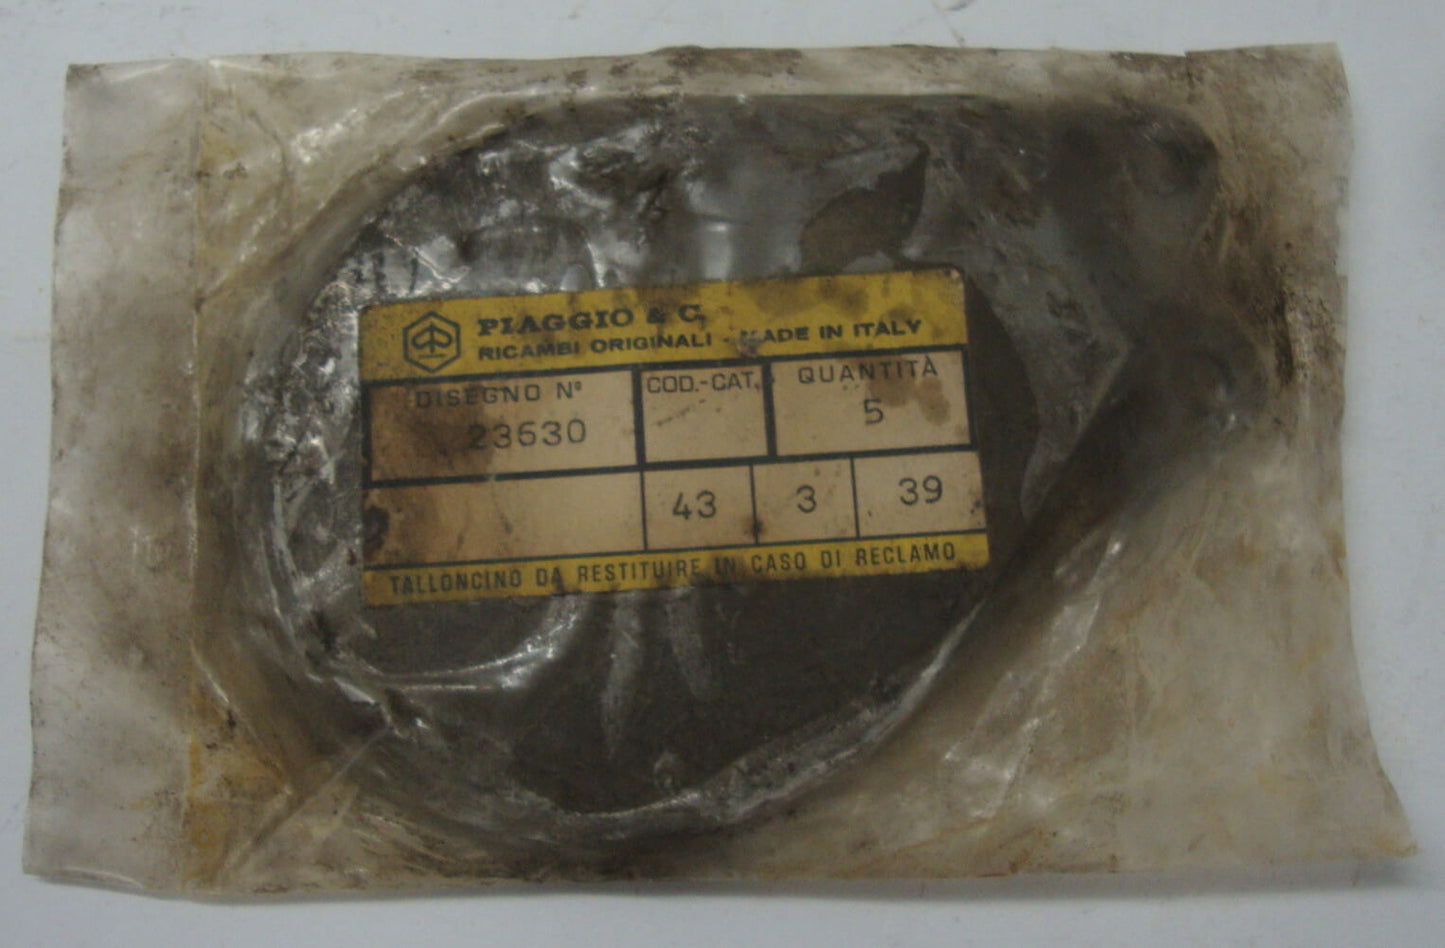 PIAGGIO & C.
RICAMBI ORIGINALI - MADE IN ITALY
DISEGNO Nº COD.-CAT. QUANTITÀ
23630 5
43 3 39
TALLONCINO DA RESTITUIRE IN CASO DI RECLAMO